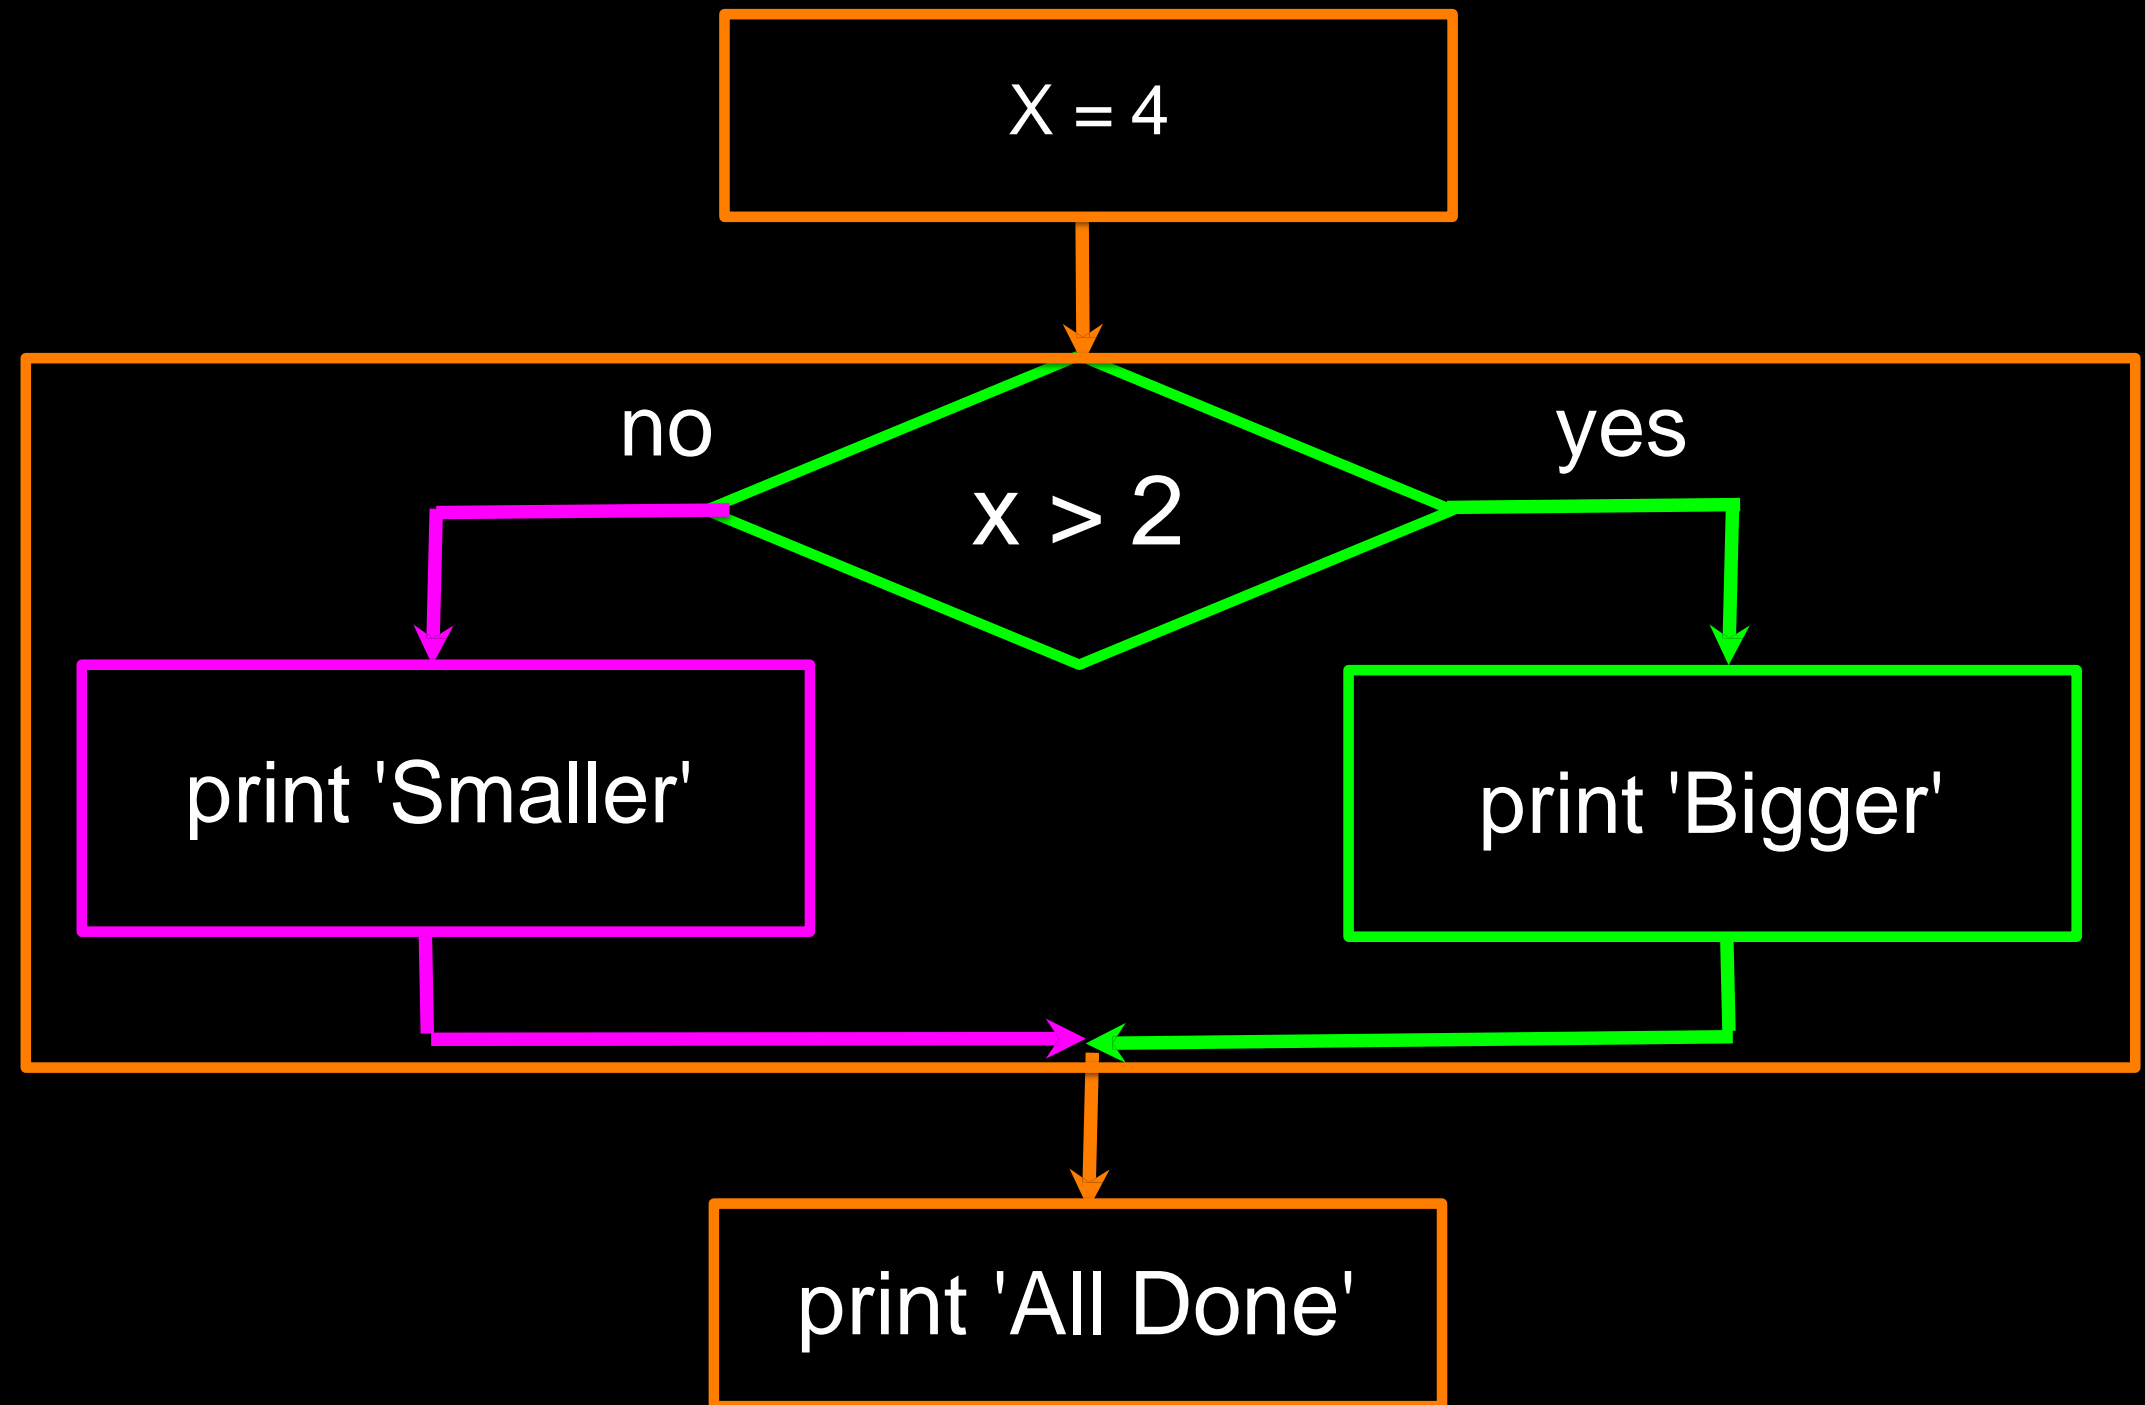 X = 4
no
yes
x > 2
print 'Smaller'
print 'Bigger'
print 'All Done'